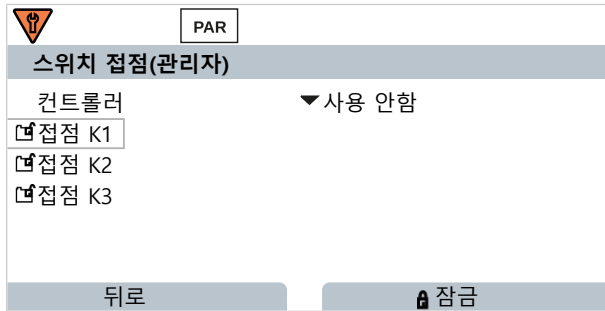 PAR
스위치 접점(관리자)
컨트롤러 사용 안함
접점 K1
접점 K2
접점 K3
뒤로 잠금